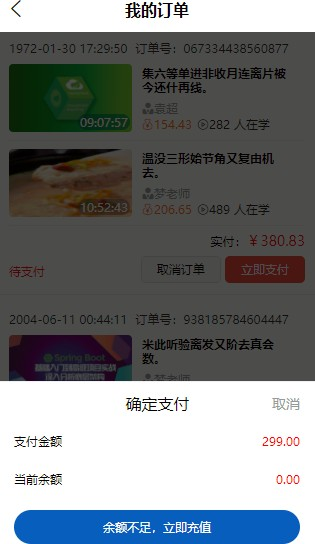 我的订单
1972-01-30 17:29:50 订单号：067334438560877
集六等单进非收月连离片被
今还什再线。
09:07:57
袁超
154.43 282 人在学
温没三形始节角又复由机
去。
10:52:43
梦老师
206.65 489 人在学
实付：￥380.83
待支付 取消订单 立即支付
2004-06-11 00:44:11 订单号：938185784604447
米此听验离发又阶去真会
数。
Spring Boot
梦老师
确定支付 取消
支付金额 299.00
当前余额 0.00
余额不足，立即充值